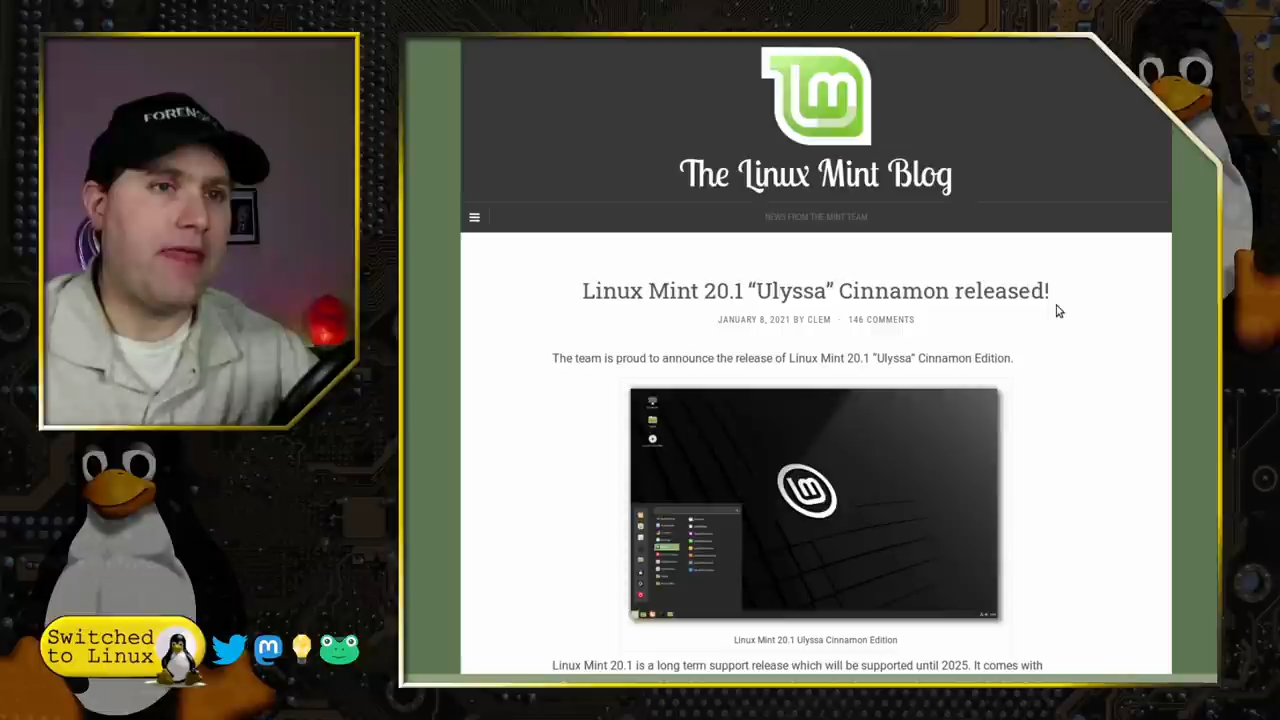 FORENS
Switched
to Linux
Lm
The Linux Mint Blog
NEWS FROM THE MINT TEAM
Linux Mint 20.1 “Ulyssa” Cinnamon released!
JANUARY 8, 2021 BY CLEM · 146 COMMENTS
The team is proud to announce the release of Linux Mint 20.1 “Ulyssa” Cinnamon Edition.
Lm
Linux Mint 20.1 Ulyssa Cinnamon Edition
Linux Mint 20.1 is a long term support release which will be supported until 2025. It comes with